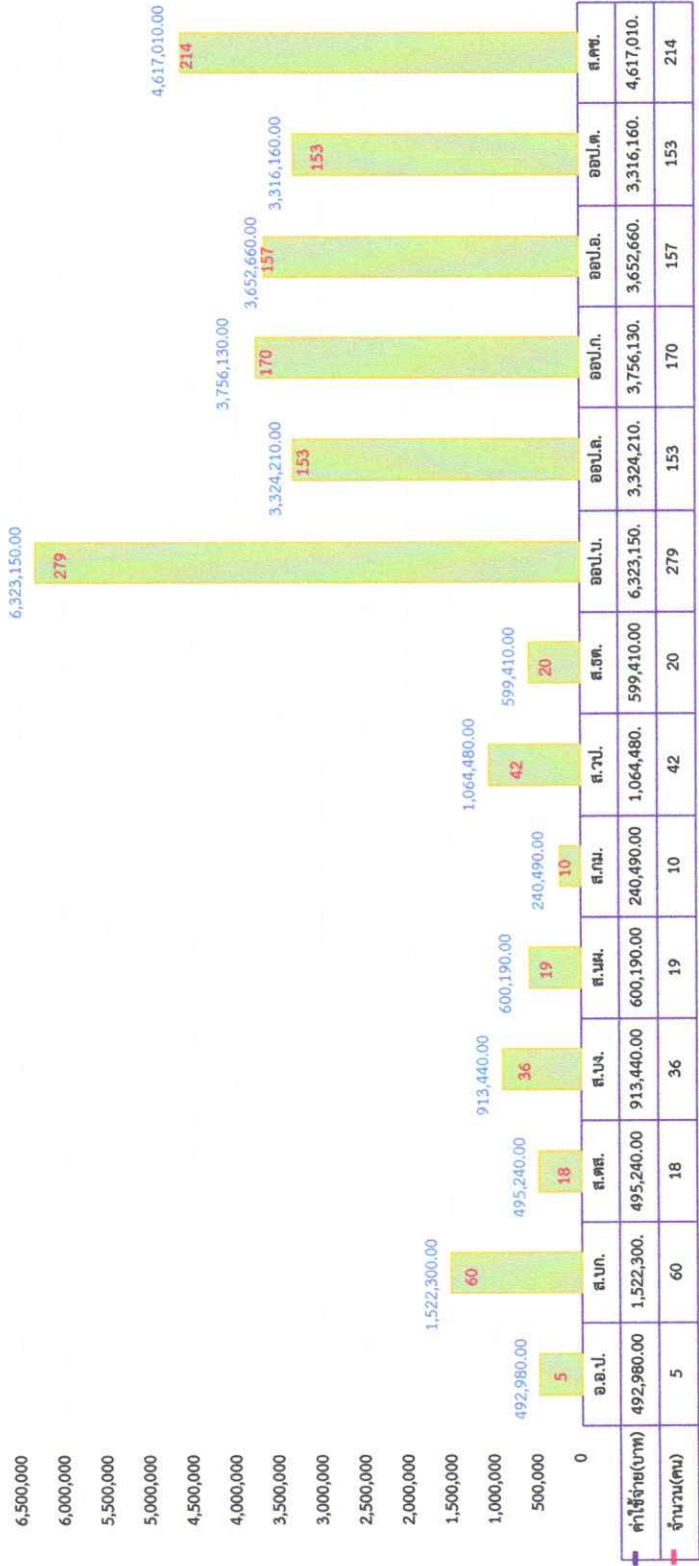 6,500,000
6,000,000
5,500,000
5,000,000
4,500,000
4,000,000
3,500,000
3,000,000
2,500,000
2,000,000
1,500,000
1,000,000
500,000
0
492,980.00 1,522,300.00 495,240.00 913,440.00 600,190.00 240,490.00 1,064,480.00 599,410.00 6,323,150.00 3,324,210.00 3,756,130.00 3,652,660.00 3,316,160.00 4,617,010.00
5 60 18 36 19 10 42 20 279 153 170 157 153 214
อ.อ.ป. ส.บก. ส.ตส. ส.บง. ส.นผ. ส.กม. ส.วป. ส.ธต. ออป.บ. ออป.ล. ออป.ก. ออป.อ. ออป.ต. ส.คช.
ค่าใช้จ่าย(บาท) 492,980.00 1,522,300. 495,240.00 913,440.00 600,190.00 240,490.00 1,064,480. 599,410.00 6,323,150. 3,324,210. 3,756,130. 3,652,660. 3,316,160. 4,617,010.
จำนวน(คน) 5 60 18 36 19 10 42 20 279 153 170 157 153 214